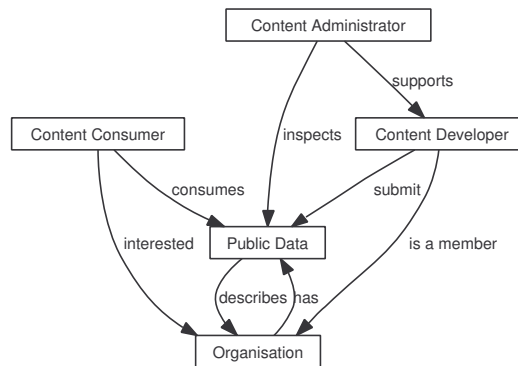 Content Administrator
supports
Content Consumer
inspects
Content Developer
consumes
submit
interested
Public Data
is a member
describes
has
Organisation